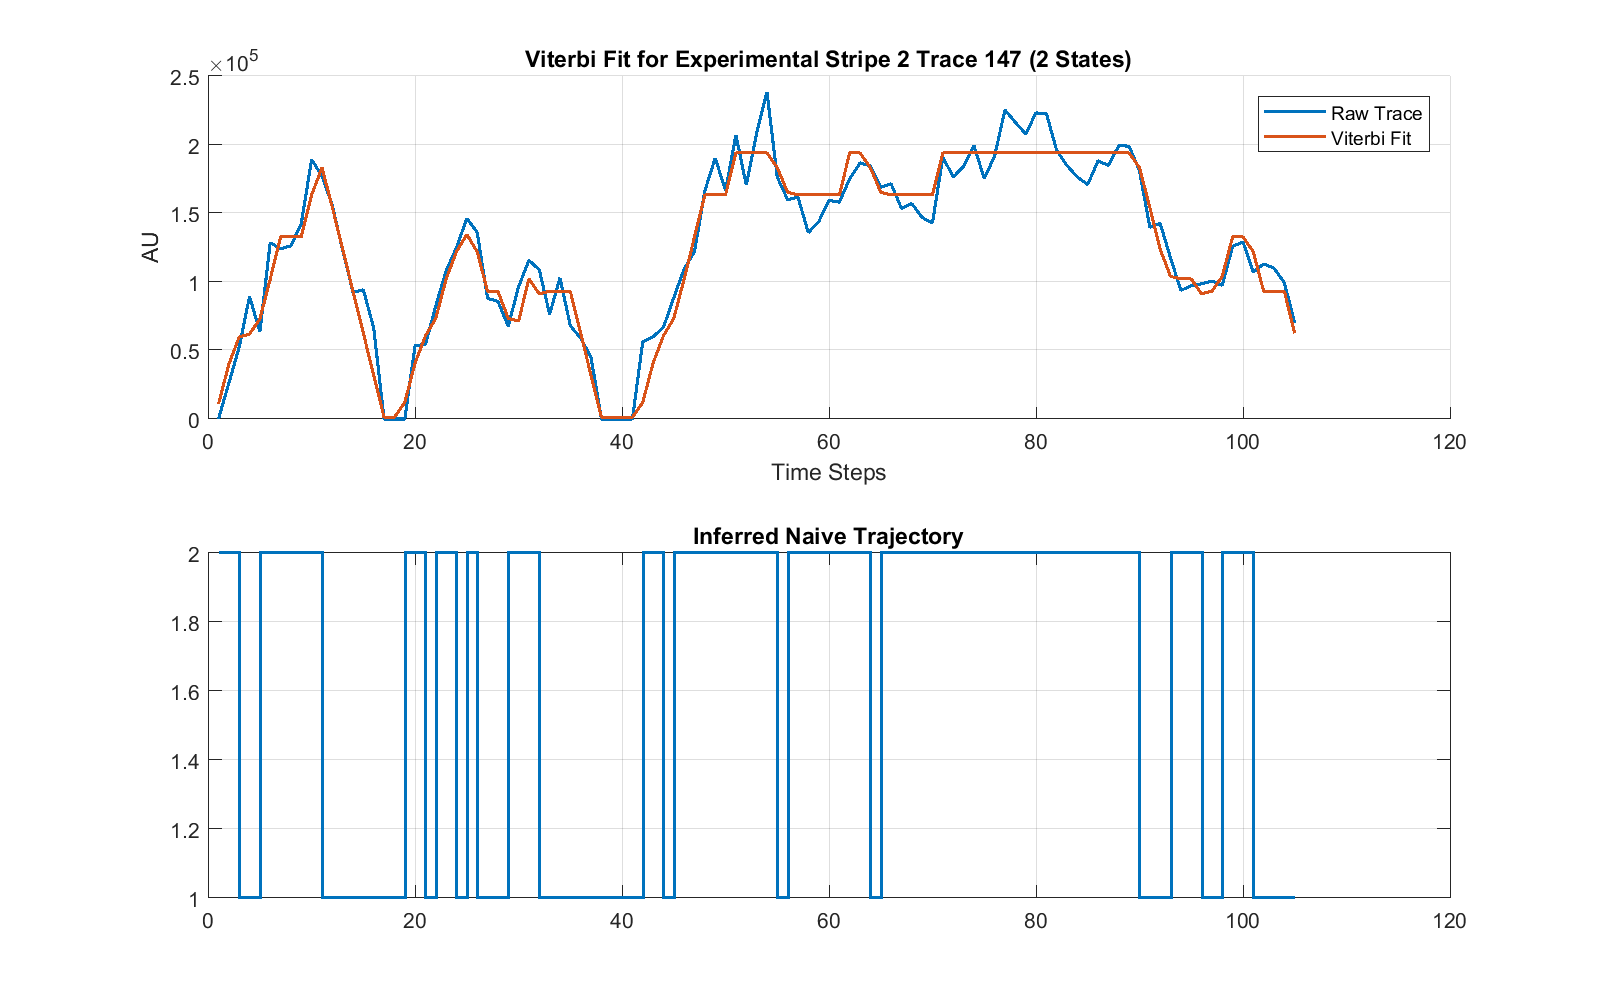 Viterbi Fit for Experimental Stripe 2 Trace 147 (2 States)
×10^5
2.5
2
1.5
1
0.5
0
AU
Raw Trace
Viterbi Fit
0 20 40 60 80 100 120
Time Steps
Inferred Naive Trajectory
2
1.8
1.6
1.4
1.2
1
0 20 40 60 80 100 120